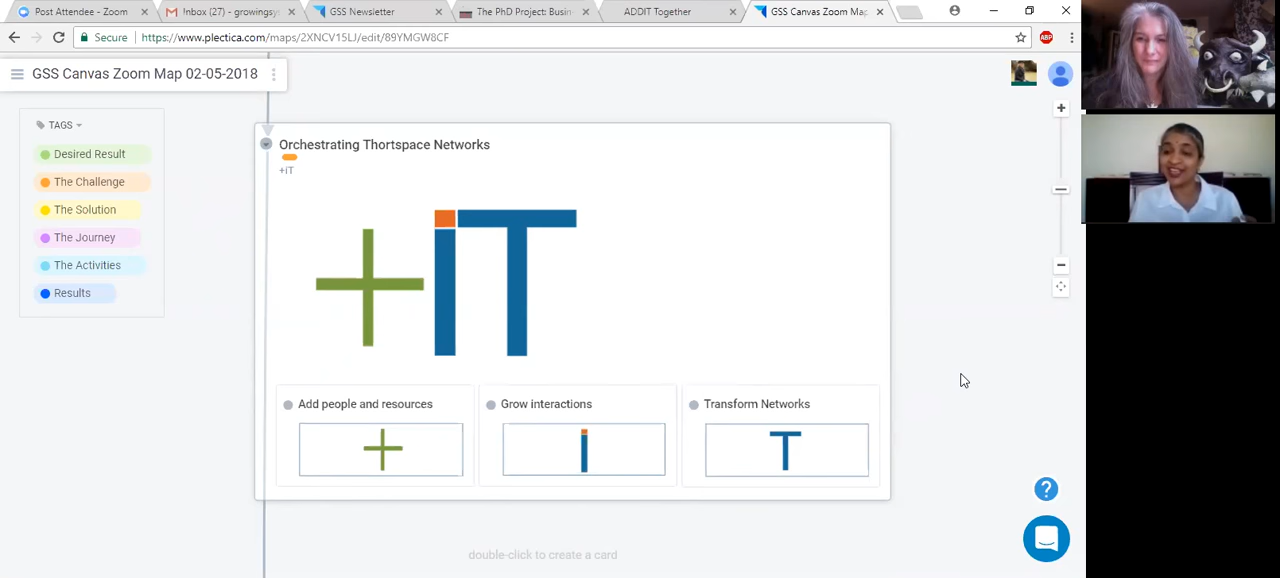 Post Attendee - Zoom
Inbox (27) - growingsy
GSS Newsletter
The PhD Project: Busin
ADDIT Together
GSS Canvas Zoom Map
Secure
https://www.plectica.com/maps/2XNCV15LJ/edit/89YMGW8CF
ABP
GSS Canvas Zoom Map 02-05-2018
TAGS
Desired Result
The Challenge
The Solution
The Journey
The Activities
Results
Orchestrating Thortspace Networks
+iT
+iT
Add people and resources
Grow interactions
Transform Networks
+
i
T
?
double-click to create a card